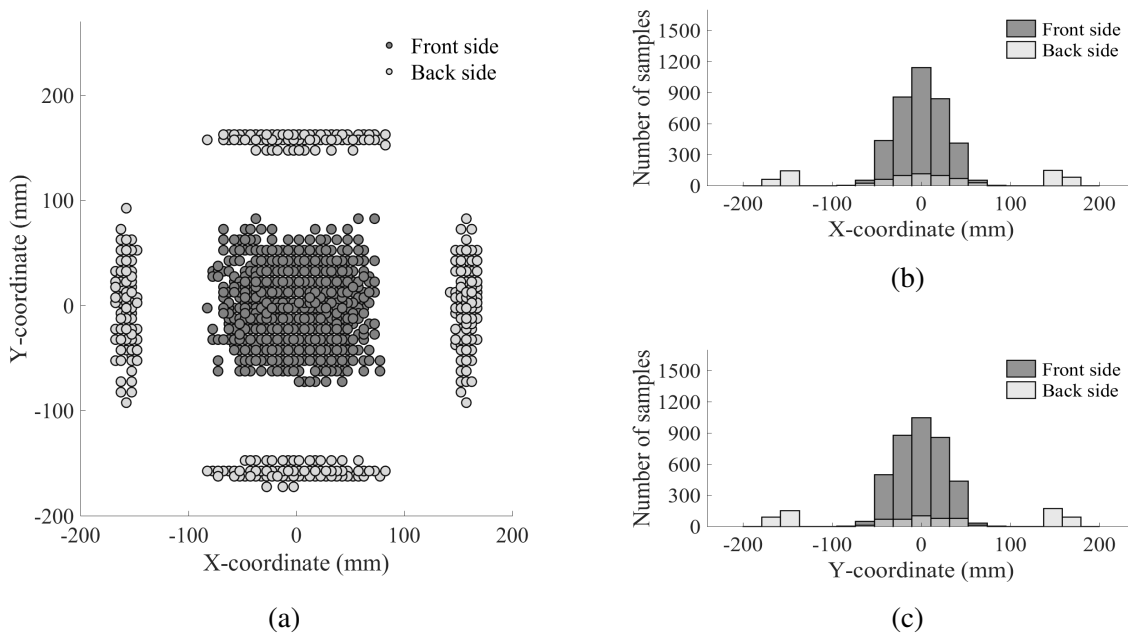 Front side
Back side
200
100
0
-100
-200
Y-coordinate (mm)
-200 -100 0 100 200
X-coordinate (mm)
(a)
1500
1200
900
600
300
0
Number of samples
Front side
Back side
-200 -100 0 100 200
X-coordinate (mm)
(b)
1500
1200
900
600
300
0
Number of samples
Front side
Back side
-200 -100 0 100 200
Y-coordinate (mm)
(c)